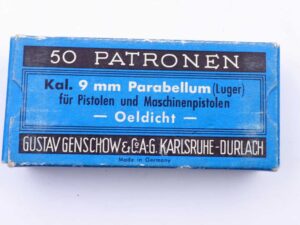 50 PATRONEN
Kal. 9 mm Parabellum (Luger)
für Pistolen und Maschinenpistolen
— Oeldicht —
GUSTAV GENSCHOW & Co. A.G. KARLSRUHE-DURLACH
Made in Germany